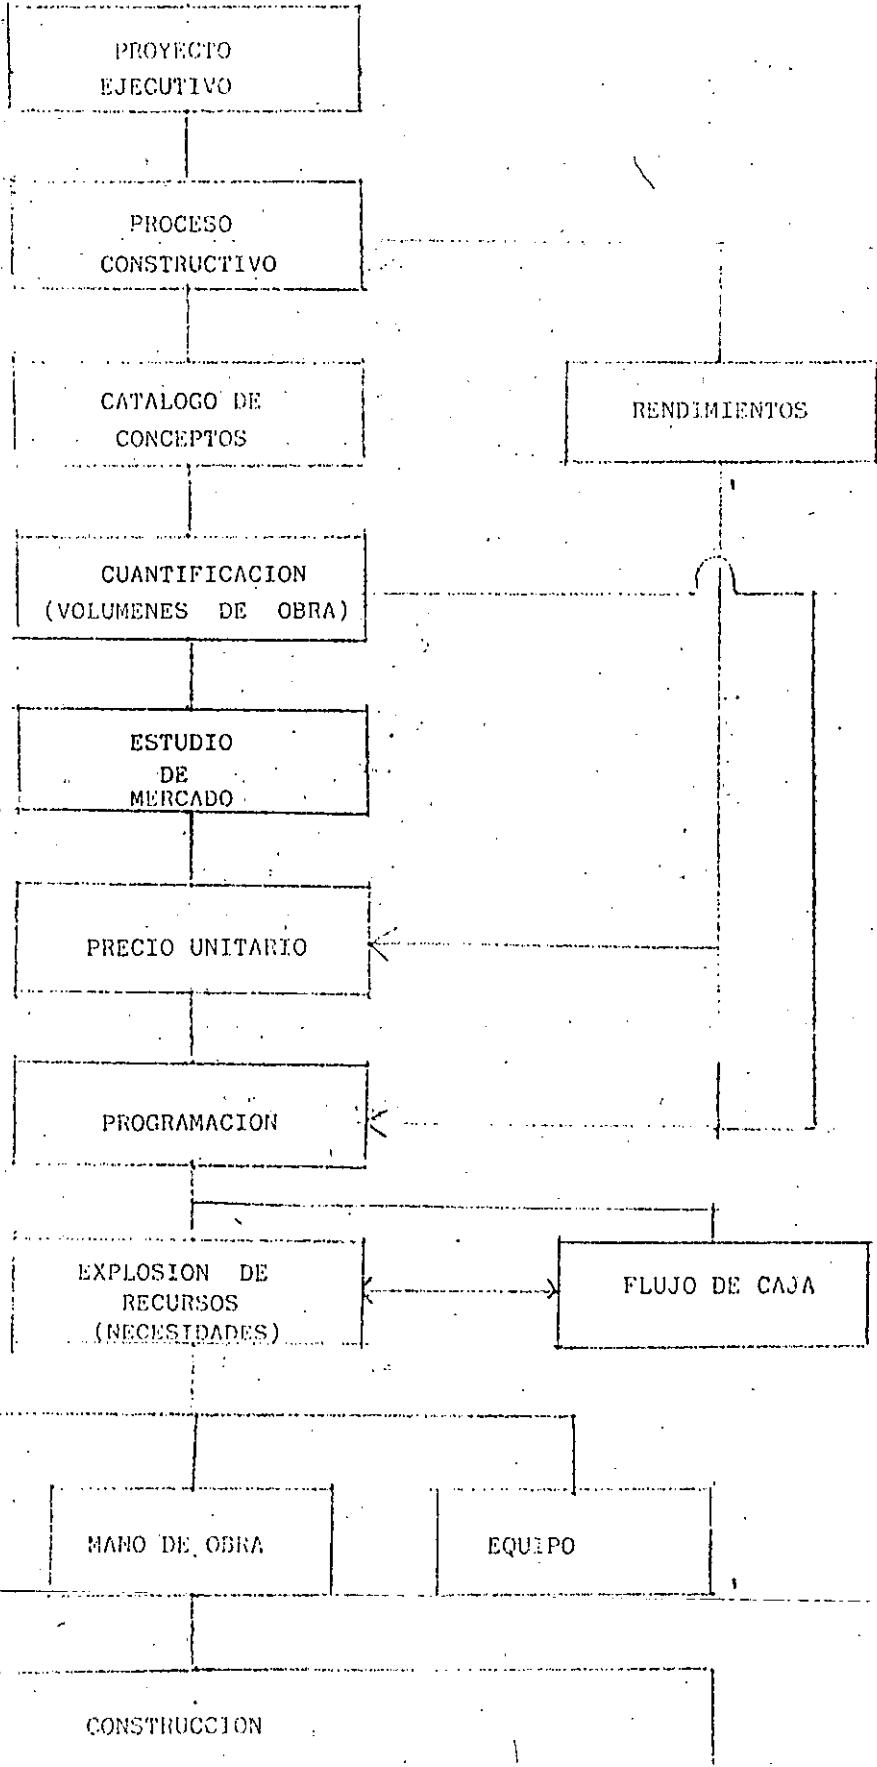 PROYECTO
EJECUTIVO
PROCESO
CONSTRUCTIVO
CATALOGO DE
CONCEPTOS
RENDIMIENTOS
CUANTIFICACION
(VOLUMENES DE OBRA)
ESTUDIO
DE
MERCADO
PRECIO UNITARIO
PROGRAMACION
EXPLOSION DE
RECURSOS
(NECESIDADES)
FLUJO DE CAJA
MANO DE OBRA
EQUIPO
CONSTRUCCION